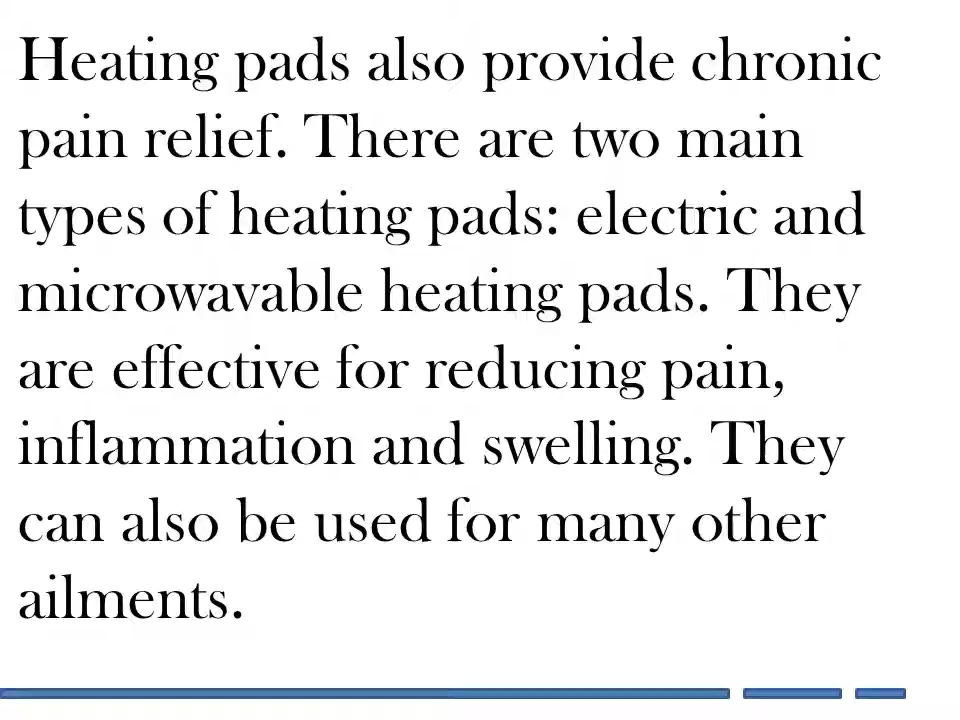 Heating pads also provide chronic
pain relief. There are two main
types of heating pads: electric and
microwavable heating pads. They
are effective for reducing pain,
inflammation and swelling. They
can also be used for many other
ailments.